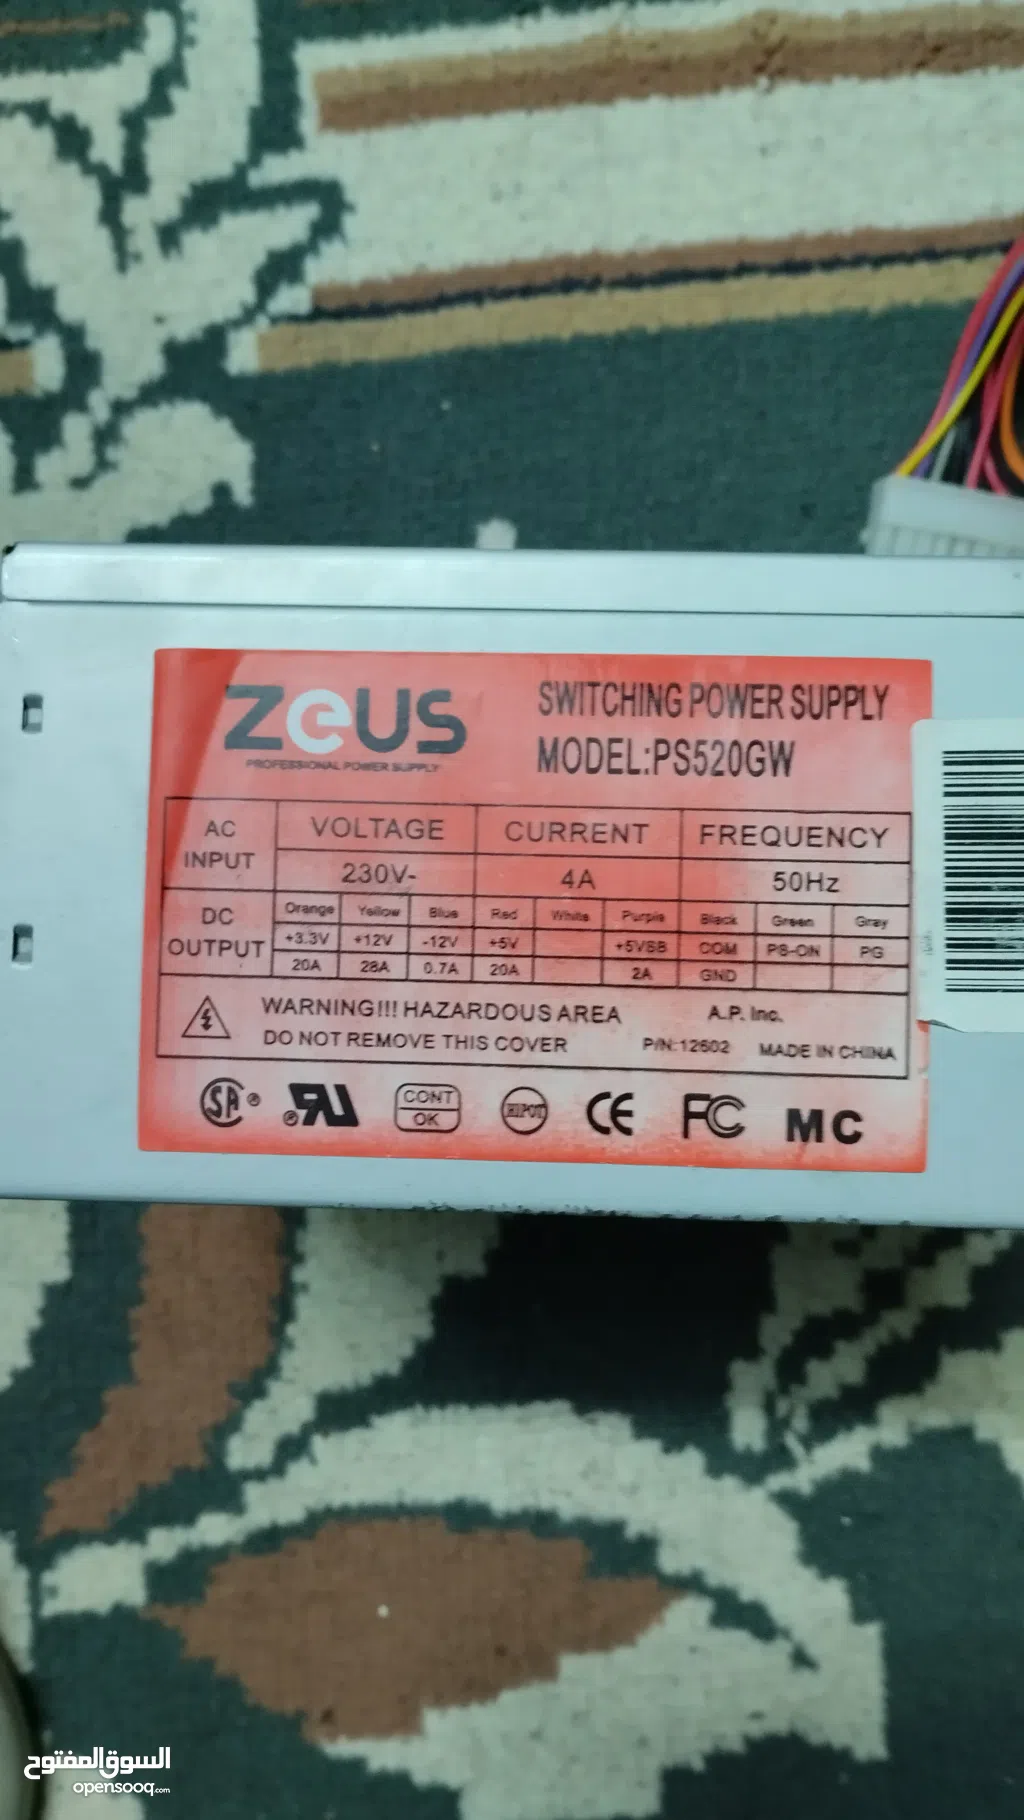 ZeUS
PROFESSIONAL POWER SUPPLY
SWITCHING POWER SUPPLY
MODEL:PS520GW
AC INPUT VOLTAGE CURRENT FREQUENCY
230V- 4A 50Hz
DC OUTPUT Orange Yellow Blue Red White Purple Black Green Gray
+3.3V +12V -12V +5V +5VSB COM PS-ON PG
20A 28A 0.7A 20A 2A GND
WARNING!!! HAZARDOUS AREA A.P. Inc.
DO NOT REMOVE THIS COVER P/N:12602 MADE IN CHINA
SA ® ® RU CONT OK HIPOT CE FC MC
السوق المفتوح
opensooq.com